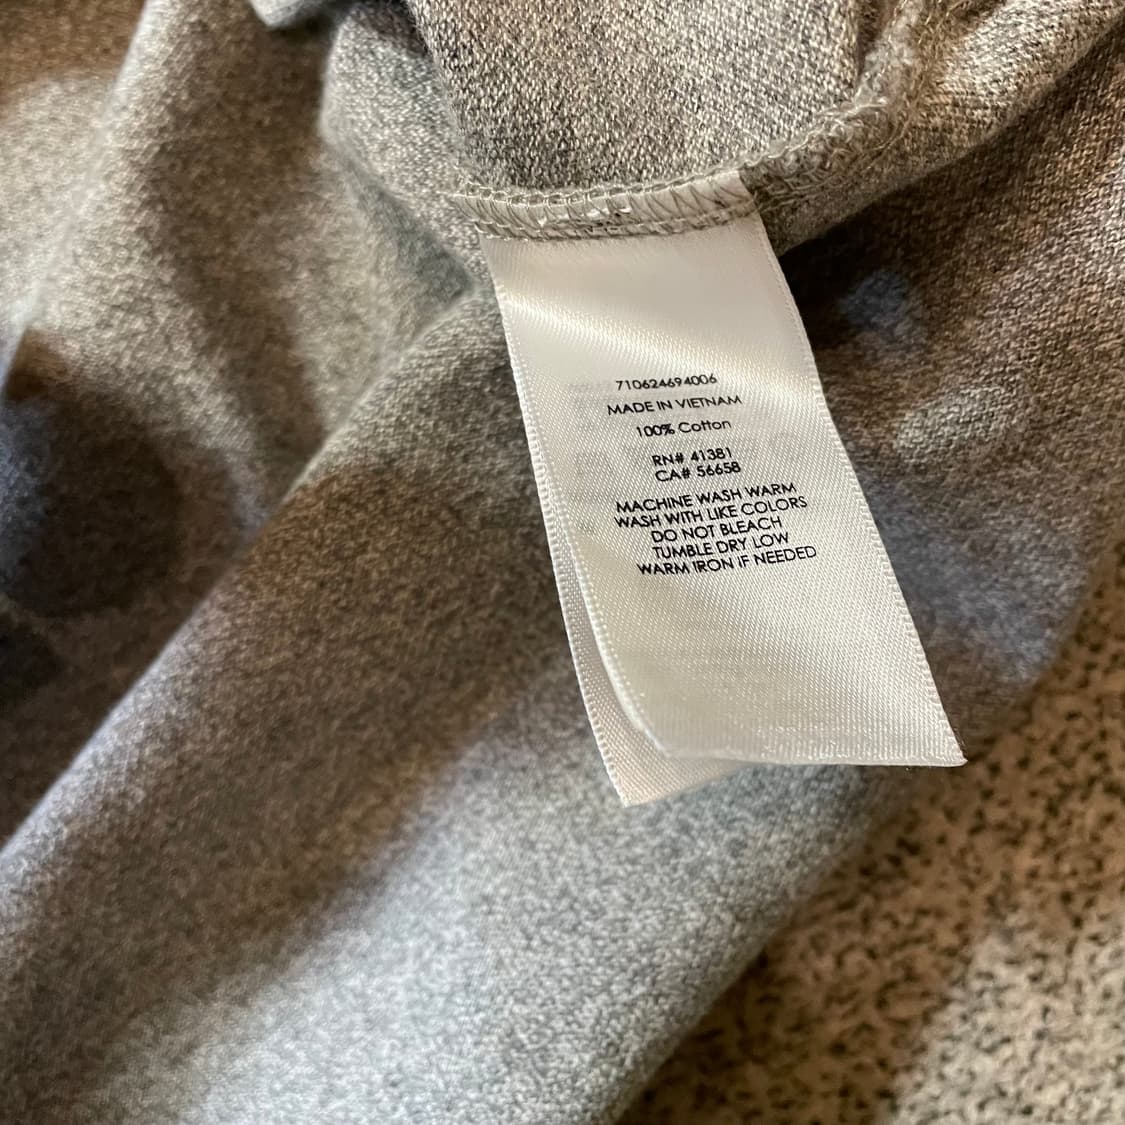 710624694006
MADE IN VIETNAM
100% Cotton
RN# 41381
CA# 56658
MACHINE WASH WARM
WASH WITH LIKE COLORS
DO NOT BLEACH
TUMBLE DRY LOW
WARM IRON IF NEEDED